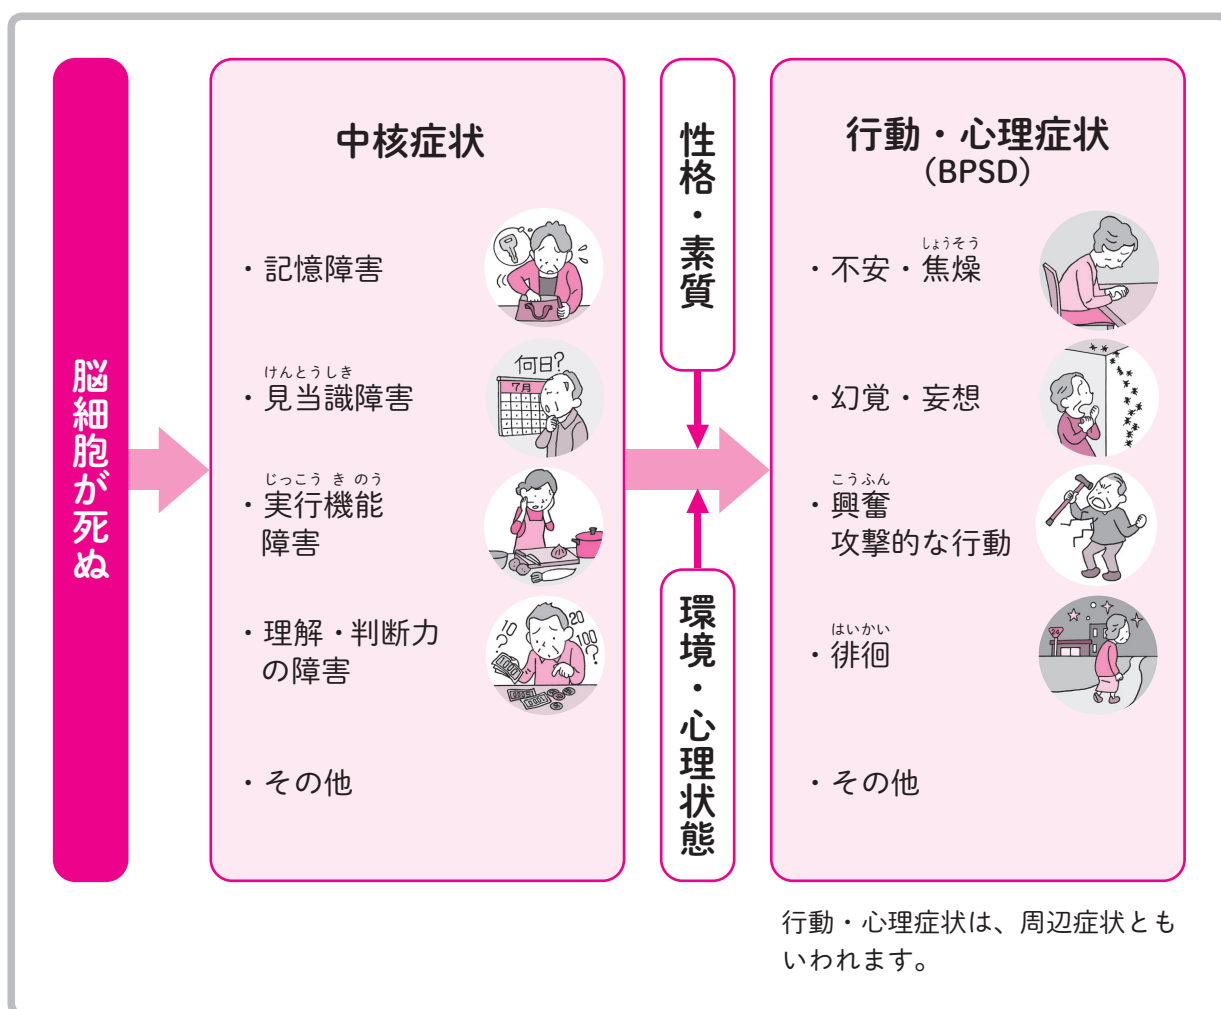 脳細胞が死ぬ
中核症状
・記憶障害
けんとうしき
・見当識障害
じっこうきのう
・実行機能
障害
・理解・判断力
の障害
・その他
何日?
7月
10
?
20
100
?
性格・素質
環境・心理状態
行動・心理症状
(BPSD)
しょうそう
・不安・焦燥
・幻覚・妄想
こうふん
・興奮
攻撃的な行動
はいかい
・徘徊
24
・その他
行動・心理症状は、周辺症状とも
いわれます。